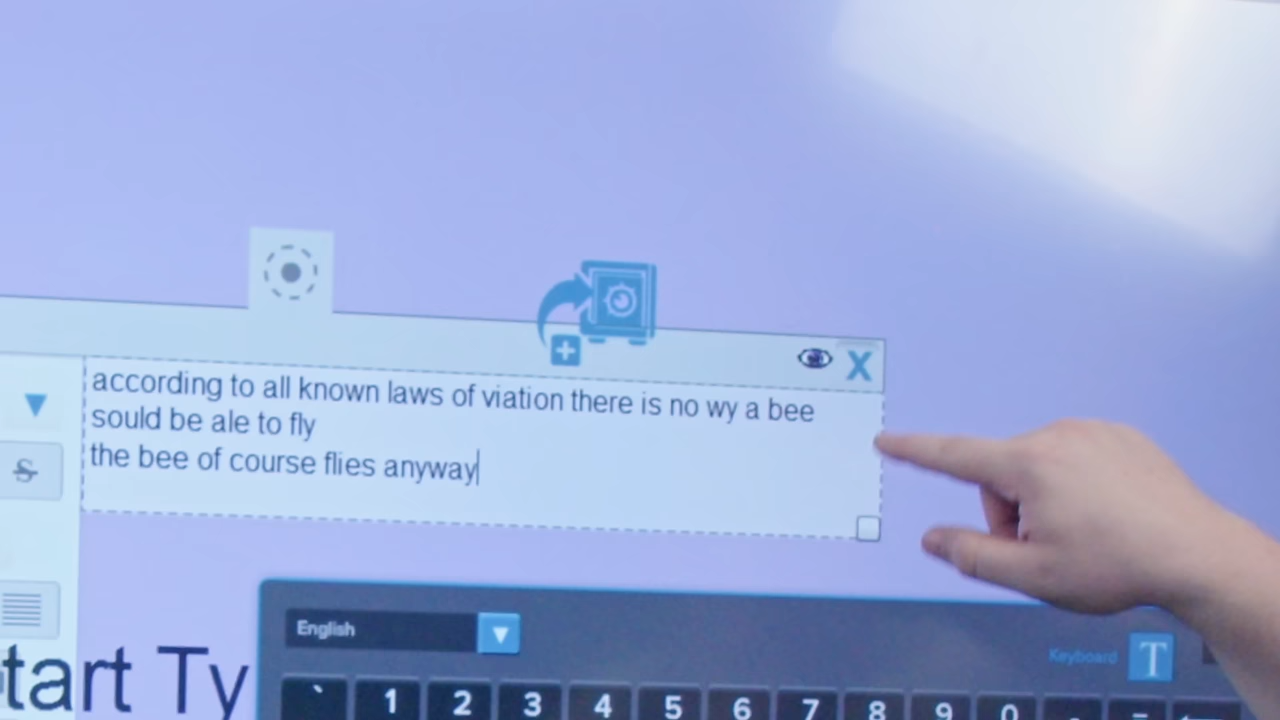 X
according to all known laws of viation there is no wy a bee
sould be ale to fly
the bee of course flies anyway
S
English
Keyboard T
tart Ty
` 1 2 3 4 5 6 7 8 9 0